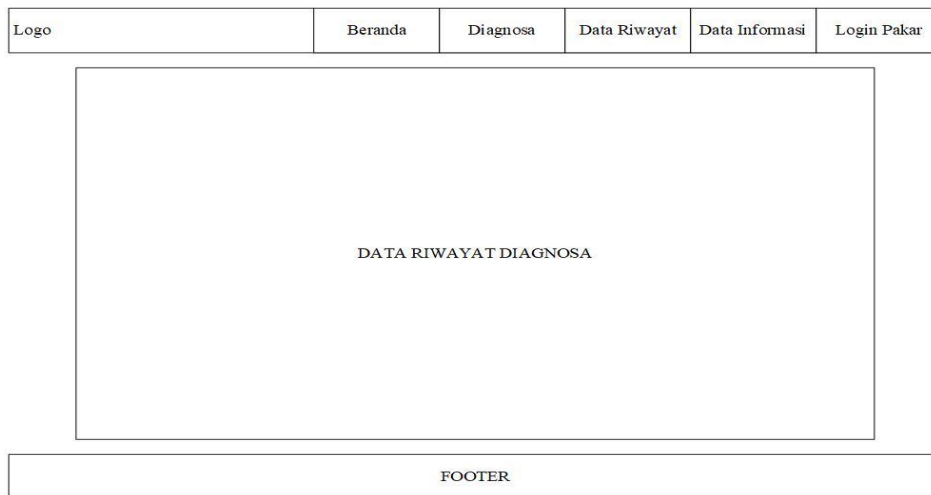 Logo
Beranda
Diagnosa
Data Riwayat
Data Informasi
Login Pakar
DATA RIWAYAT DIAGNOSA
FOOTER